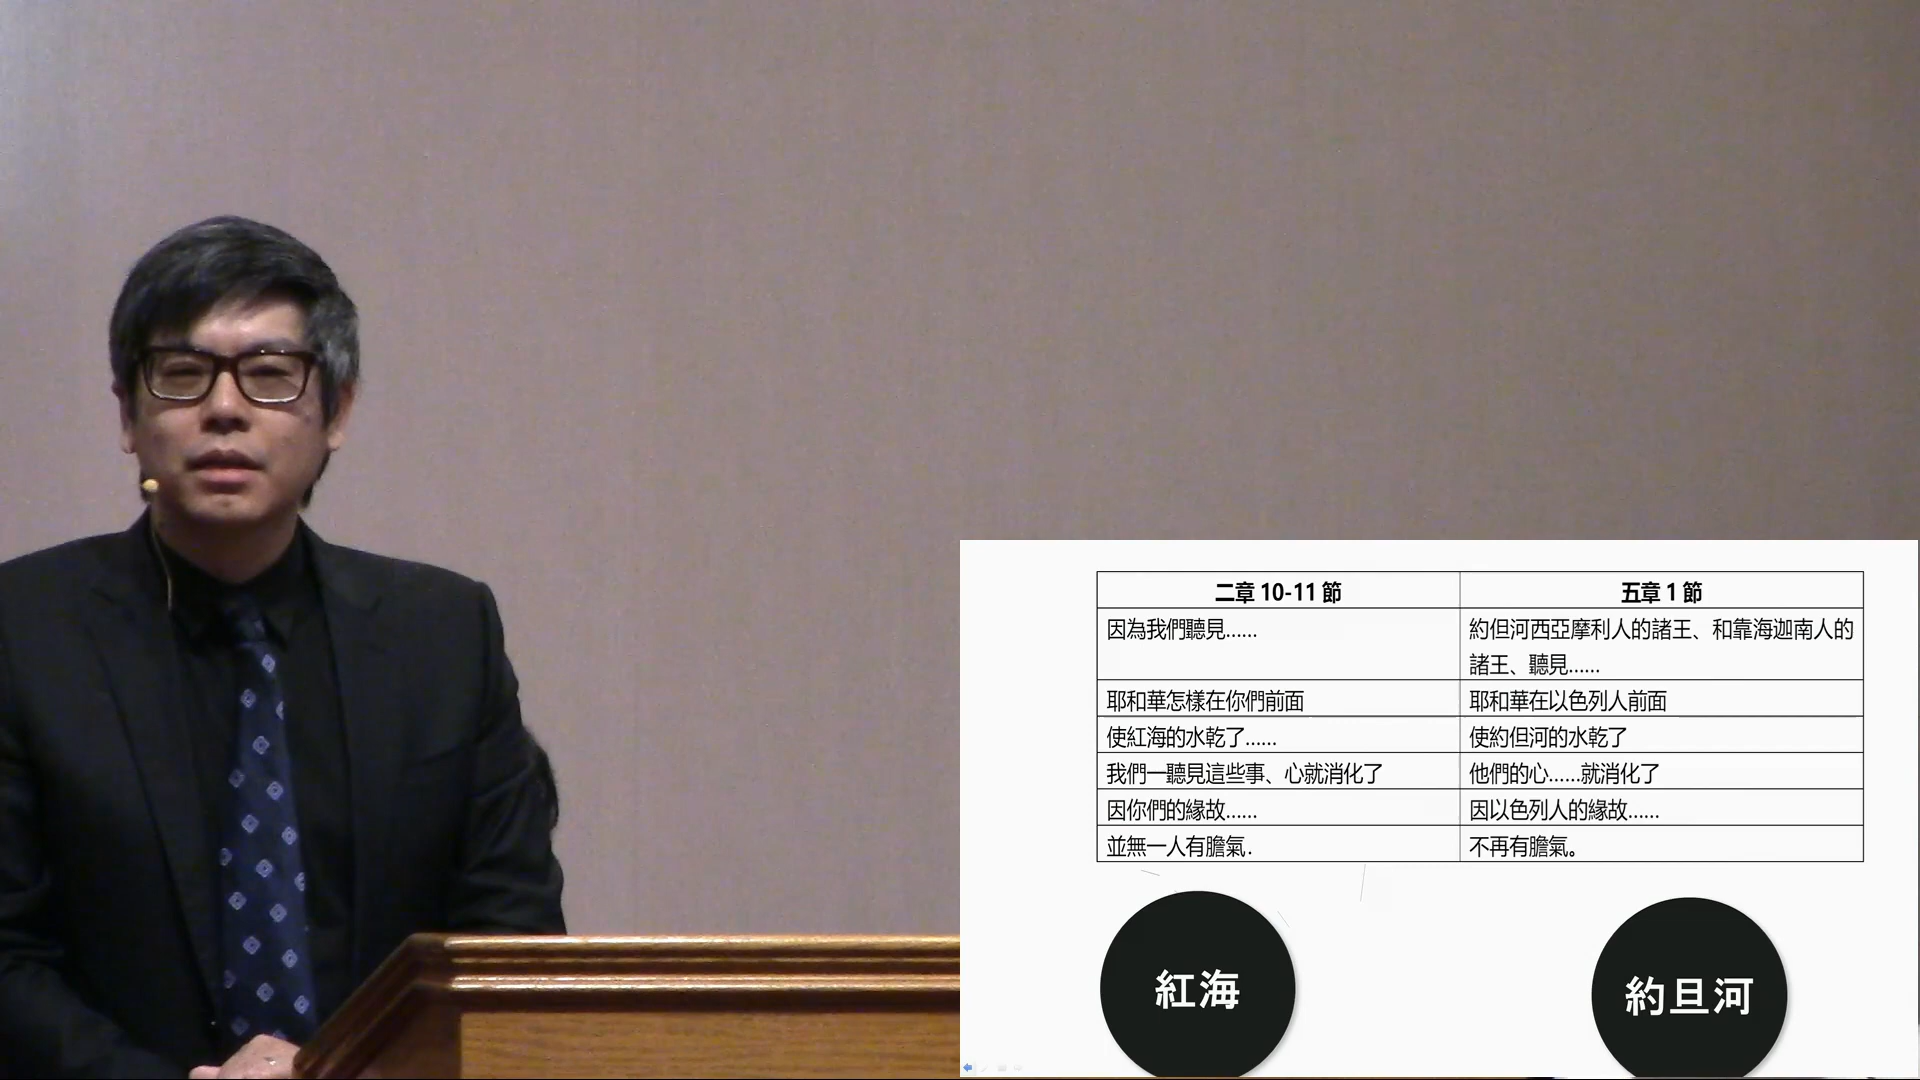 二章 10-11 節
五章 1 節
因為我們聽見……
約但河西亞摩利人的諸王、和靠海迦南人的
諸王、聽見……
耶和華怎樣在你們前面
耶和華在以色列人前面
使紅海的水乾了……
使約但河的水乾了
我們一聽見這些事、心就消化了
他們的心……就消化了
因你們的緣故……
因以色列人的緣故……
並無一人有膽氣.
不再有膽氣。
紅海
約旦河